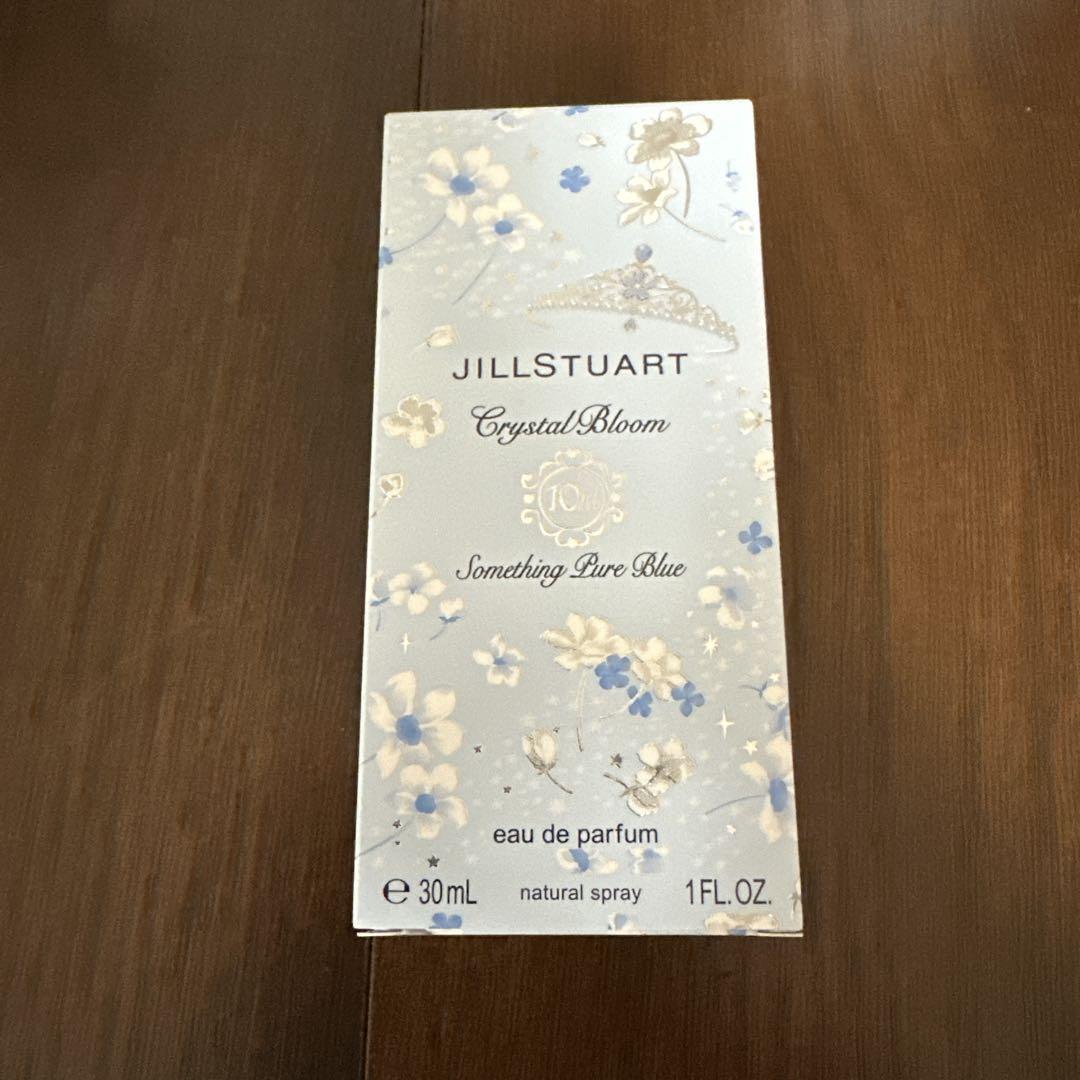 JILLSTUART
Crystal Bloom
10th
Something Pure Blue
eau de parfum
℮ 30mL natural spray 1FL.OZ.